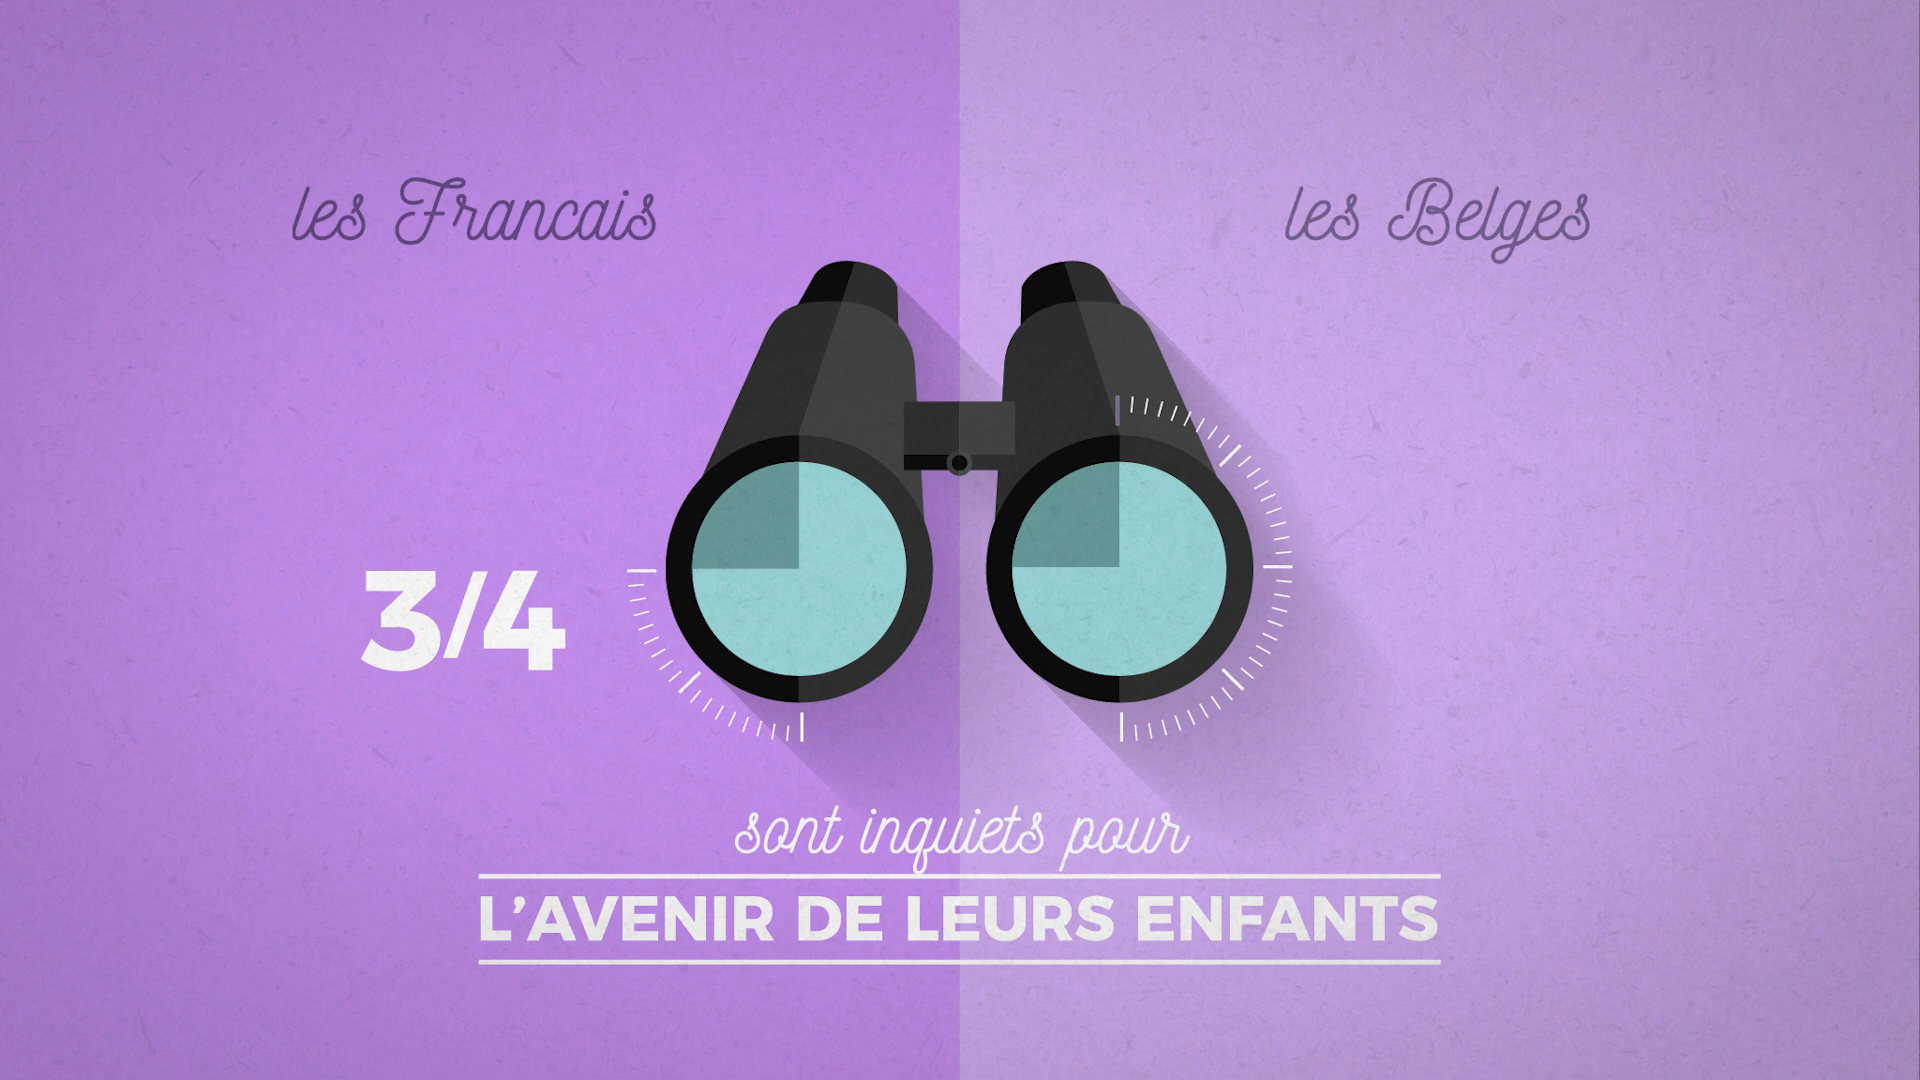 les Francais
les Belges
3/4
sont inquiets pour
L'AVENIR DE LEURS ENFANTS